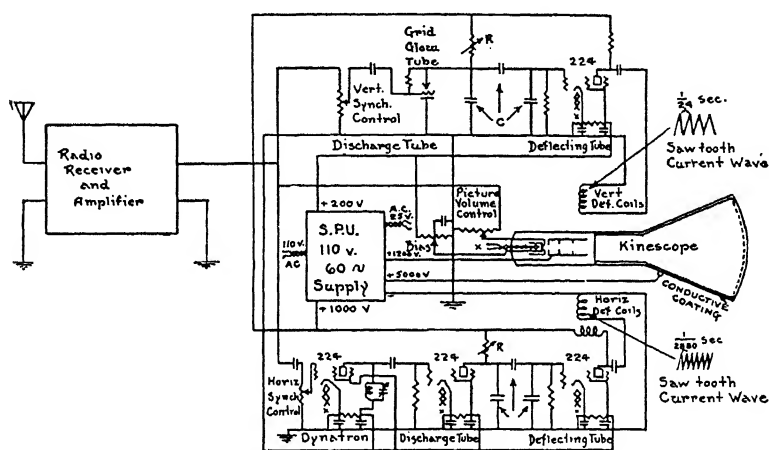 Grid
Glow
Tube
R
224
Vert.
Synch.
Control
C
1/24 Sec.
Saw tooth
Current Wave
Radio
Receiver
and
Amplifier
Discharge Tube
Deflecting Tube
+200 V
A.C.
25 V.
Picture
Volume
Control
Vert
Def. Coils
S.P.U.
110 v.
60 ~
Supply
110 v.
AC
Bias
+1200 v.
X
Kinescope
+5000 V
+1000 V
CONDUCTIVE
COATING
Horiz
Def Coils
1/2880 Sec
Saw tooth
Current Wave
R
224
224
224
Horiz
Synch
Control
Dynatron
Discharge Tube
Deflecting Tube